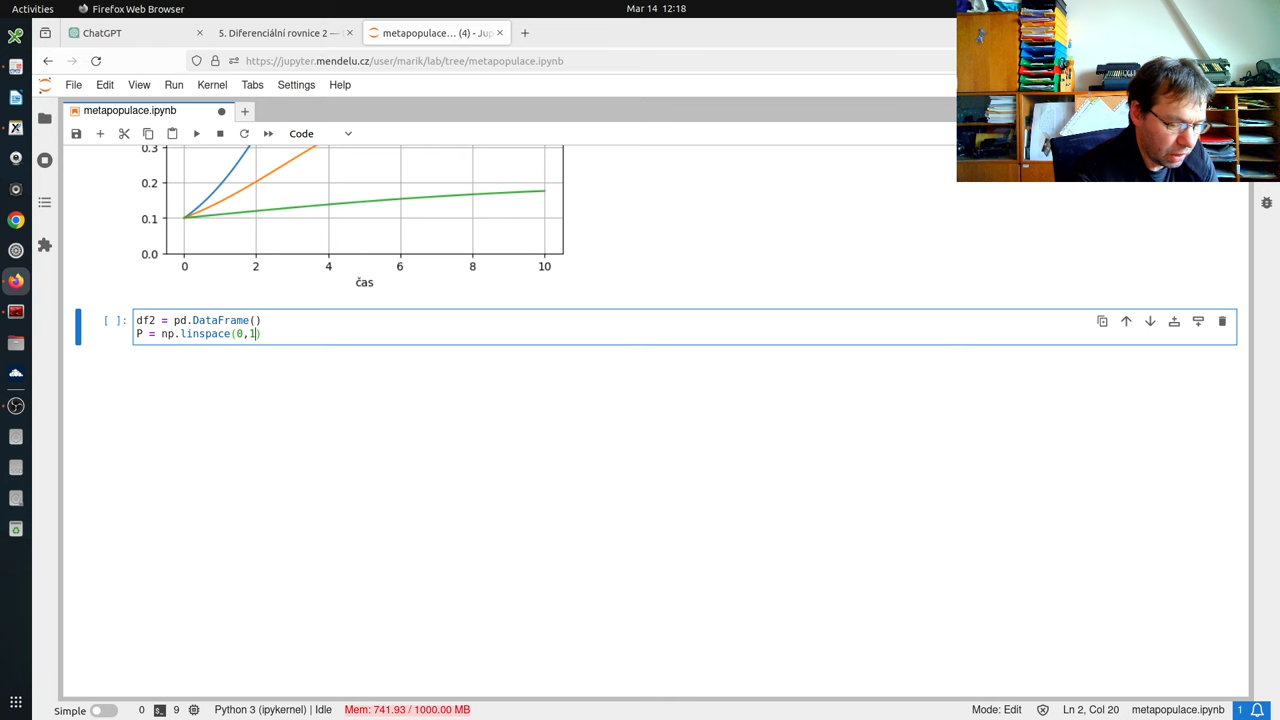 Activities
Firefox Web Browser
Mar 14 12:18
ChatGPT
5. Diferenciální rovnice 2
metapopulace… (4) - Jup
https://jupyter.mendelu.cz/user/marik/lab/tree/metapopulace.ipynb
File Edit View Run Kernel Tabs Settings Help
metapopulace.ipynb
Code
0.3
0.2
0.1
0.0
0 2 4 6 8 10
čas
[ ]:
df2 = pd.DataFrame()
P = np.linspace(0,1)
Simple
0
9
Python 3 (ipykernel) | Idle
Mem: 741.93 / 1000.00 MB
Mode: Edit
Ln 2, Col 20
metapopulace.ipynb
1